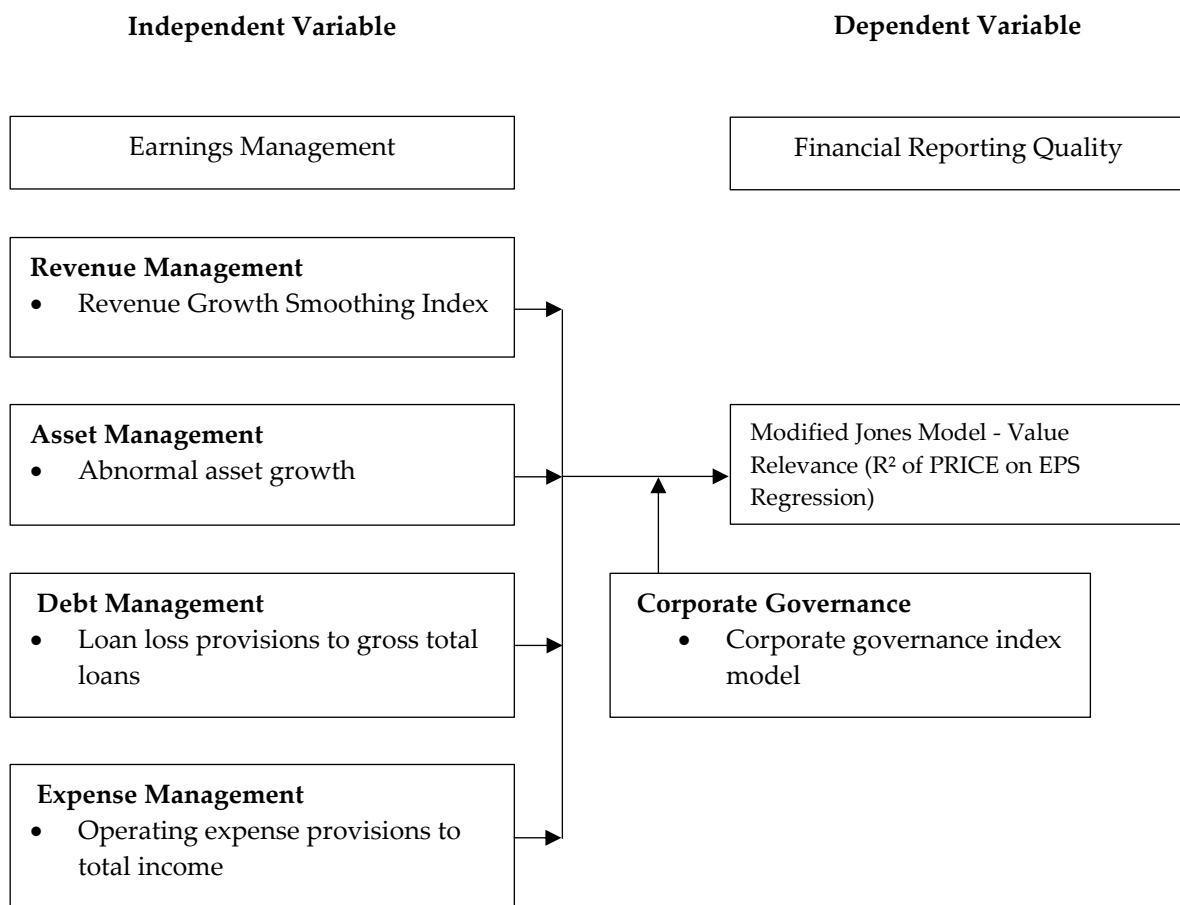 Independent Variable
Dependent Variable
Earnings Management
Financial Reporting Quality
Revenue Management
• Revenue Growth Smoothing Index
Asset Management
• Abnormal asset growth
Modified Jones Model - Value
Relevance (R² of PRICE on EPS
Regression)
Debt Management
• Loan loss provisions to gross total
loans
Corporate Governance
• Corporate governance index
model
Expense Management
• Operating expense provisions to
total income